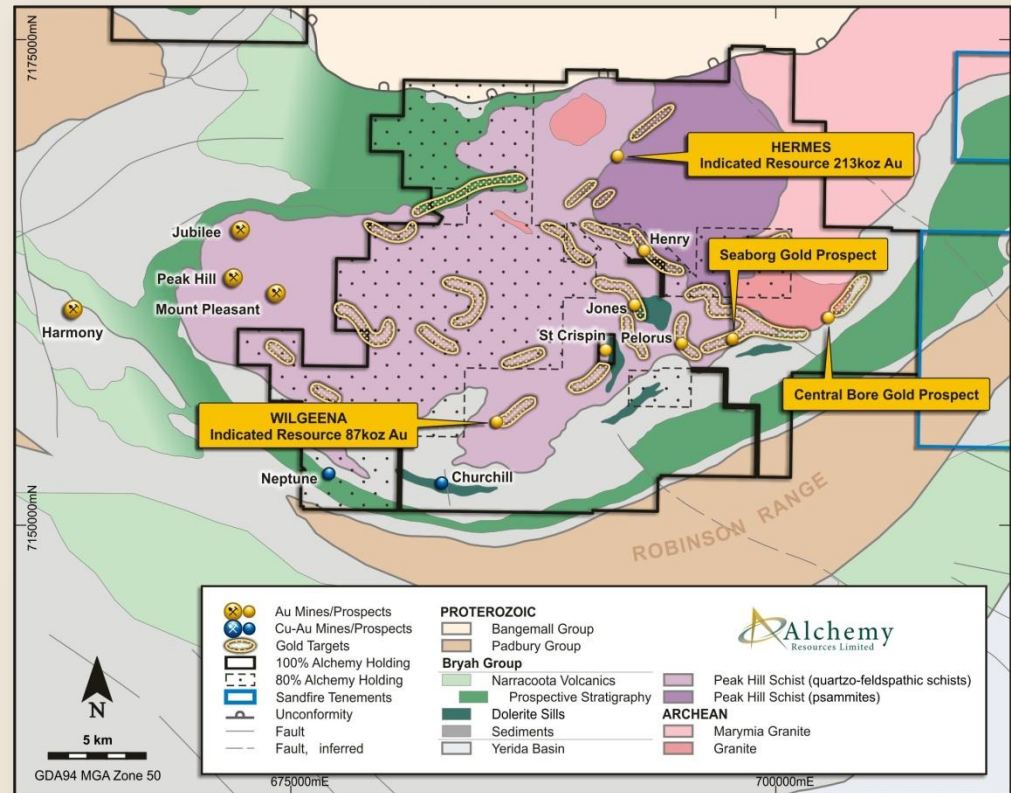 7175000mN
7150000mN
HERMES
Indicated Resource 213koz Au
Jubilee
Henry
Seaborg Gold Prospect
Peak Hill
Mount Pleasant
Harmony
Jones
St Crispin
Pelorus
Central Bore Gold Prospect
WILGEENA
Indicated Resource 87koz Au
Neptune
Churchill
ROBINSON RANGE
Au Mines/Prospects
Cu-Au Mines/Prospects
Gold Targets
100% Alchemy Holding
80% Alchemy Holding
Sandfire Tenements
Unconformity
Fault
Fault, inferred
PROTEROZOIC
Bangemall Group
Padbury Group
Bryah Group
Narracoota Volcanics
Prospective Stratigraphy
Dolerite Sills
Sediments
Yerida Basin
Alchemy
Resources Limited
Peak Hill Schist (quartzo-feldspathic schists)
Peak Hill Schist (psammites)
ARCHEAN
Marymia Granite
Granite
N
5 km
GDA94 MGA Zone 50
675000mE
700000mE